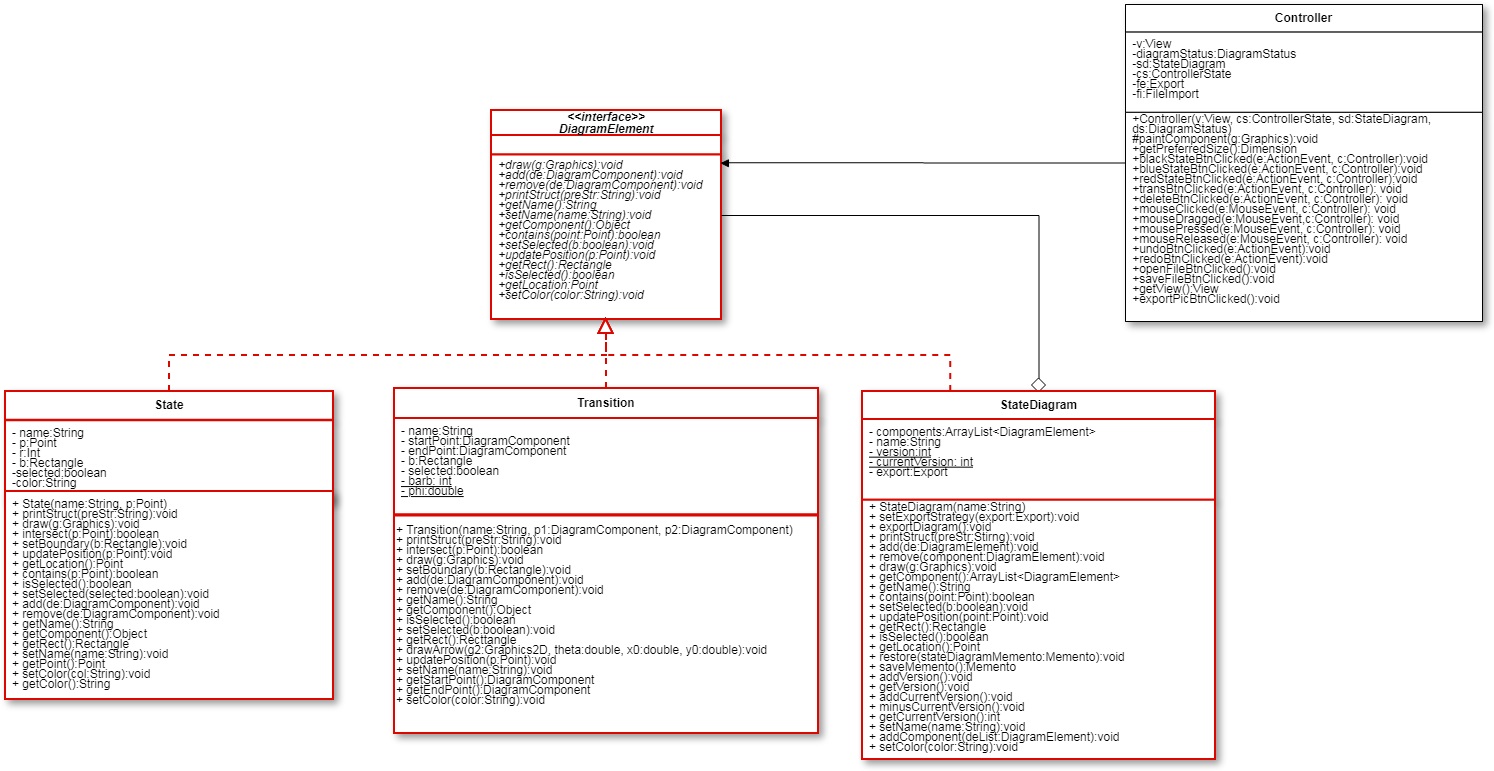 Controller
-v:View
-diagramStatus:DiagramStatus
-sd:StateDiagram
-cs:ControllerState
-fe:Export
-fi:FileImport
+Controller(v:View, cs:ControllerState, sd:StateDiagram,
ds:DiagramStatus)
#paintComponent(g:Graphics):void
+getPreferredSize():Dimension
+blackStateBtnClicked(e:ActionEvent, c:Controller):void
+blueStateBtnClicked(e:ActionEvent, c:Controller):void
+redStateBtnClicked(e:ActionEvent, c:Controller):void
+transBtnClicked(e:ActionEvent, c:Controller): void
+deleteBtnClicked(e:ActionEvent, c:Controller): void
+mouseClicked(e:MouseEvent, c:Controller): void
+mouseDragged(e:MouseEvent,c:Controller): void
+mousePressed(e:MouseEvent, c:Controller): void
+mouseReleased(e:MouseEvent, c:Controller): void
+undoBtnClicked(e:ActionEvent):void
+redoBtnClicked(e:ActionEvent):void
+openFileBtnClicked():void
+saveFileBtnClicked():void
+getView():View
+exportPicBtnClicked():void
<<interface>>
DiagramElement
+draw(g:Graphics):void
+add(de:DiagramComponent):void
+remove(de:DiagramComponent):void
+printStruct(preStr:String):void
+getName():String
+setName(name:String):void
+getComponent():Object
+contains(point:Point):boolean
+setSelected(b:boolean):void
+updatePosition(p:Point):void
+getRect():Rectangle
+isSelected():boolean
+getLocation:Point
+setColor(color:String):void
State
- name:String
- p:Point
- r:Int
- b:Rectangle
-selected:boolean
-color:String
+ State(name:String, p:Point)
+ printStruct(preStr:String):void
+ draw(g:Graphics):void
+ intersect(p:Point):boolean
+ setBoundary(b:Rectangle):void
+ updatePosition(p:Point):void
+ getLocation():Point
+ contains(p:Point):boolean
+ isSelected():boolean
+ setSelected(selected:boolean):void
+ add(de:DiagramComponent):void
+ remove(de:DiagramComponent):void
+ getName():String
+ getComponent():Object
+ getRect():Rectangle
+ setName(name:String):void
+ getPoint():Point
+ setColor(col:String):void
+ getColor():String
Transition
- name:String
- startPoint:DiagramComponent
- endPoint:DiagramComponent
- b:Rectangle
- selected:boolean
- barb: int
- phi:double
+ Transition(name:String, p1:DiagramComponent, p2:DiagramComponent)
+ printStruct(preStr:String):void
+ intersect(p:Point):boolean
+ draw(g:Graphics):void
+ setBoundary(b:Rectangle):void
+ add(de:DiagramComponent):void
+ remove(de:DiagramComponent):void
+ getName():String
+ getComponent():Object
+ isSelected():boolean
+ setSelected(b:boolean):void
+ getRect():Recttangle
+ drawArrow(g2:Graphics2D, theta:double, x0:double, y0:double):void
+ updatePosition(p:Point):void
+ setName(name:String):void
+ getStartPoint():DiagramComponent
+ getEndPoint():DiagramComponent
+ setColor(color:String):void
StateDiagram
- components:ArrayList<DiagramElement>
- name:String
- version:int
- currentVersion: int
- export:Export
+ StateDiagram(name:String)
+ setExportStrategy(export:Export):void
+ exportDiagram():void
+ printStruct(preStr:Stirng):void
+ add(de:DiagramElement):void
+ remove(component:DiagramElement):void
+ draw(g:Graphics):void
+ getComponent():ArrayList<DiagramElement>
+ getName():String
+ contains(point:Point):boolean
+ setSelected(b:boolean):void
+ updatePosition(point:Point):void
+ getRect():Rectangle
+ isSelected():boolean
+ getLocation():Point
+ restore(stateDiagramMemento:Memento):void
+ saveMemento():Memento
+ addVersion():void
+ getVersion():void
+ addCurrentVersion():void
+ minusCurrentVersion():void
+ getCurrentVersion():int
+ setName(name:String):void
+ addComponent(deList:DiagramElement):void
+ setColor(color:String):void